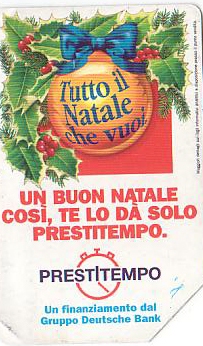 Tutto il
Natale
che vuoi
UN BUON NATALE
COSÌ, TE LO DÀ SOLO
PRESTITEMPO.
PRESTITEMPO
Un finanziamento dal
Gruppo Deutsche Bank